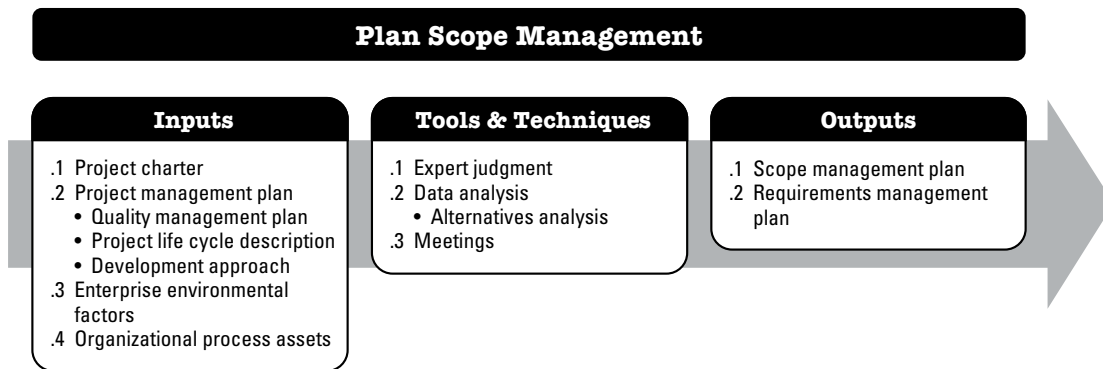 Plan Scope Management
Inputs
.1 Project charter
.2 Project management plan
• Quality management plan
• Project life cycle description
• Development approach
.3 Enterprise environmental
factors
.4 Organizational process assets
Tools & Techniques
.1 Expert judgment
.2 Data analysis
• Alternatives analysis
.3 Meetings
Outputs
.1 Scope management plan
.2 Requirements management
plan